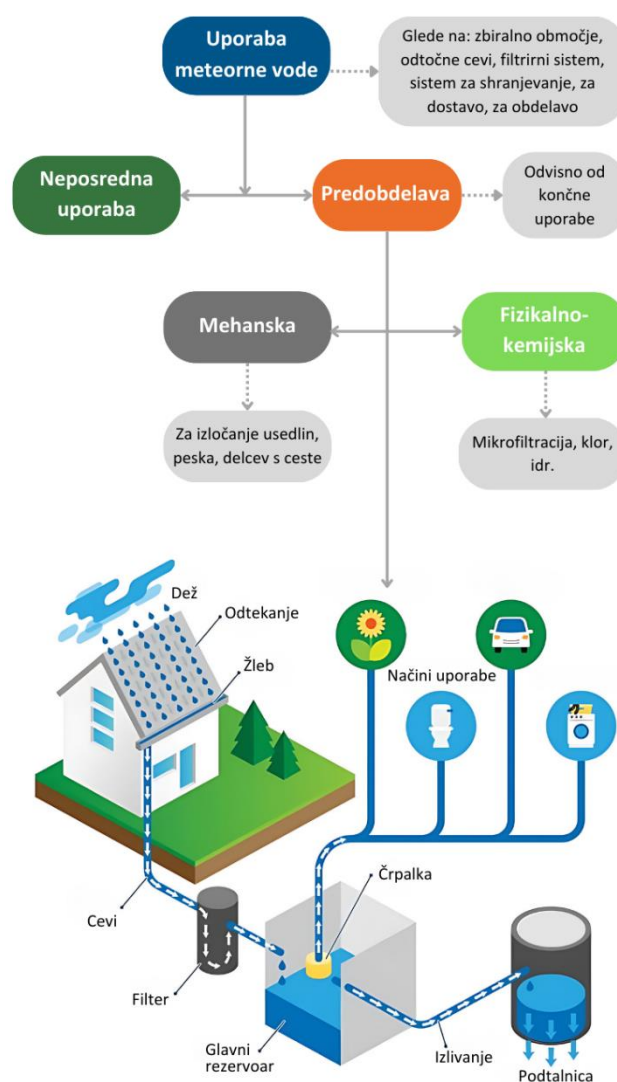 Uporaba
meteorne vode
Glede na: zbiralno območje,
odtočne cevi, filtrirni sistem,
sistem za shranjevanje, za
dostavo, za obdelavo
Neposredna
uporaba
Predobdelava
Odvisno od
končne
uporabe
Mehanska
Fizikalno-
kemijska
Za izločanje usedlin,
peska, delcev s ceste
Mikrofiltracija, klor,
idr.
Dež
Odtekanje
Žleb
Načini uporabe
Črpalka
Cevi
Filter
Glavni
rezervoar
Izlivanje
Podtalnica